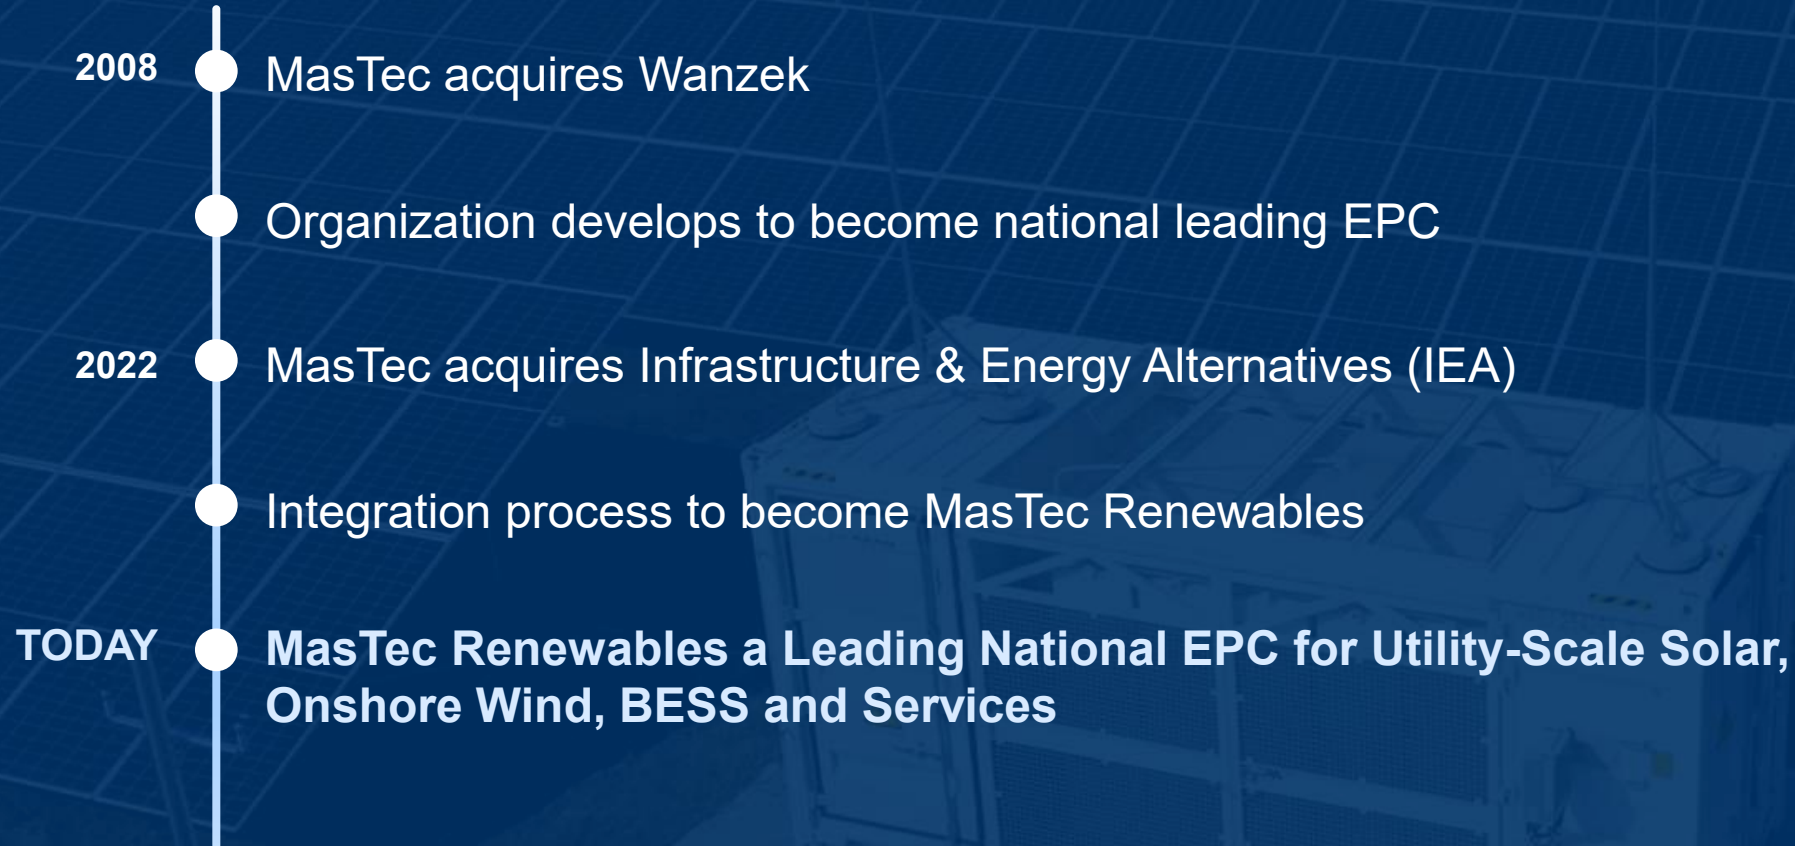 2008
MasTec acquires Wanzek
Organization develops to become national leading EPC
2022
MasTec acquires Infrastructure & Energy Alternatives (IEA)
Integration process to become MasTec Renewables
TODAY
MasTec Renewables a Leading National EPC for Utility-Scale Solar,
Onshore Wind, BESS and Services